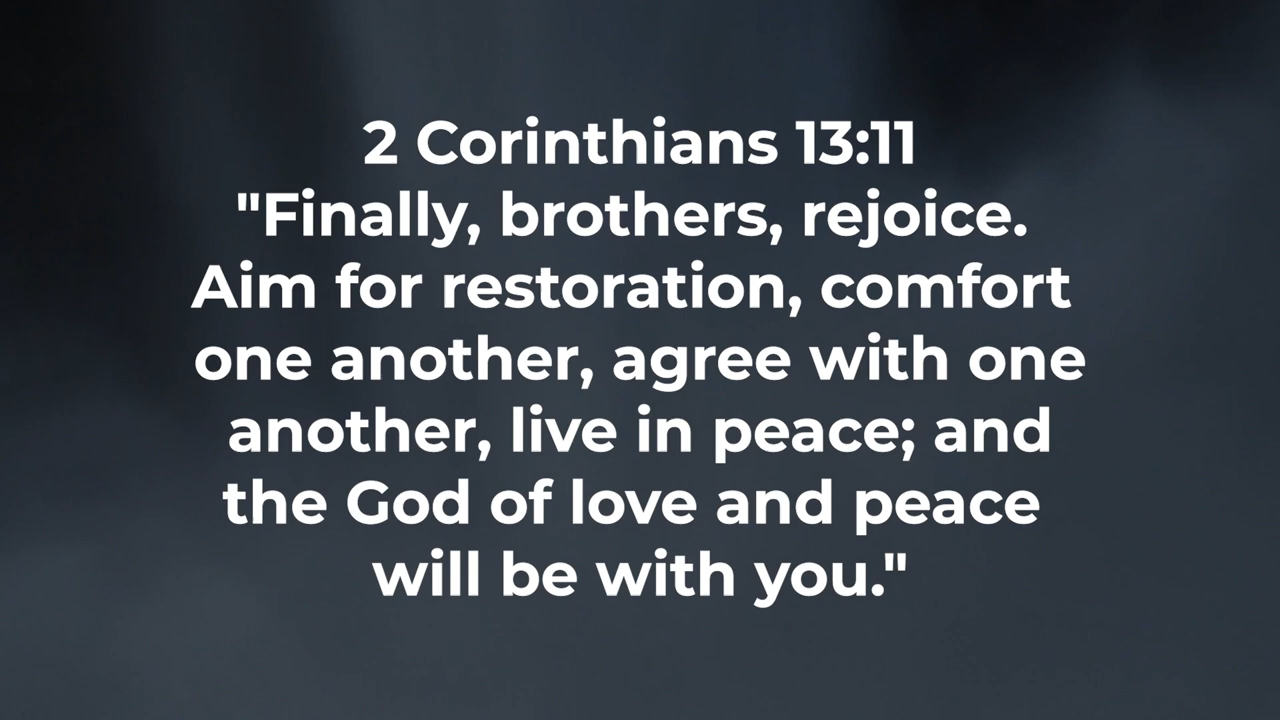 2 Corinthians 13:11
"Finally, brothers, rejoice.
Aim for restoration, comfort
one another, agree with one
another, live in peace; and
the God of love and peace
will be with you."